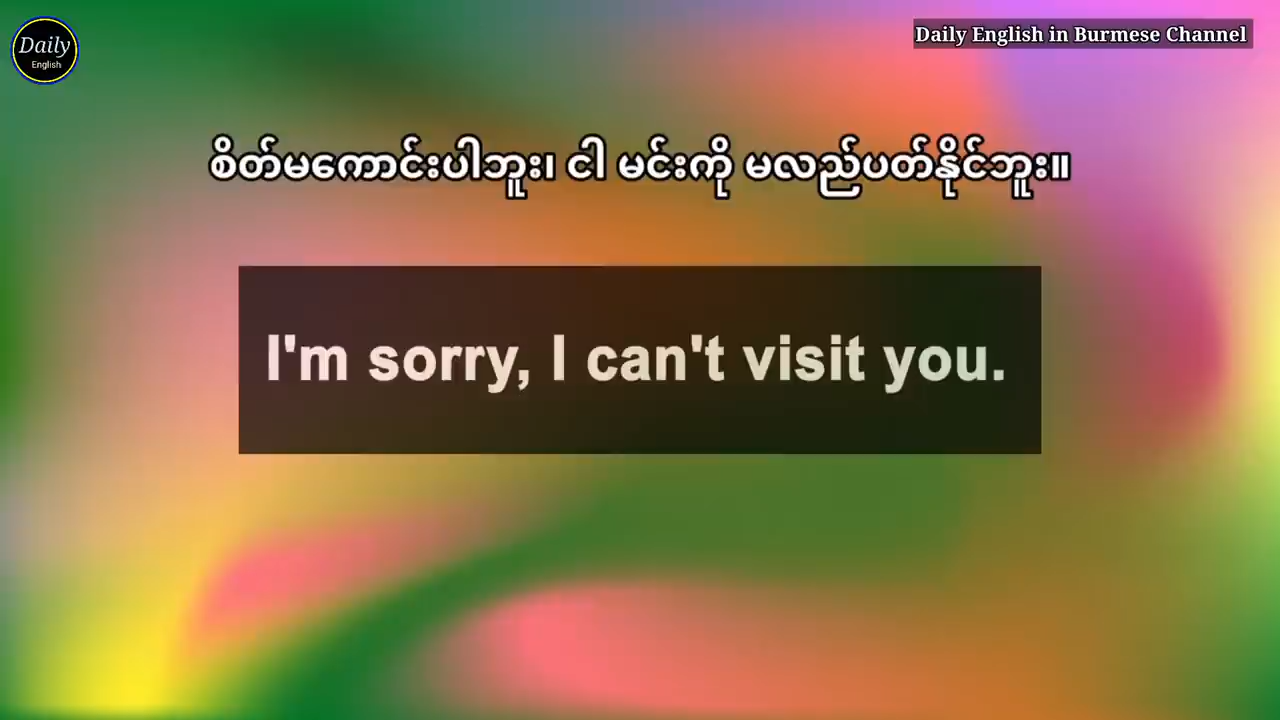 Daily
English
Daily English in Burmese Channel
စိတ်မကောင်းပါဘူး၊ ငါ မင်းကို မလည်ပတ်နိုင်ဘူး။
I'm sorry, I can't visit you.